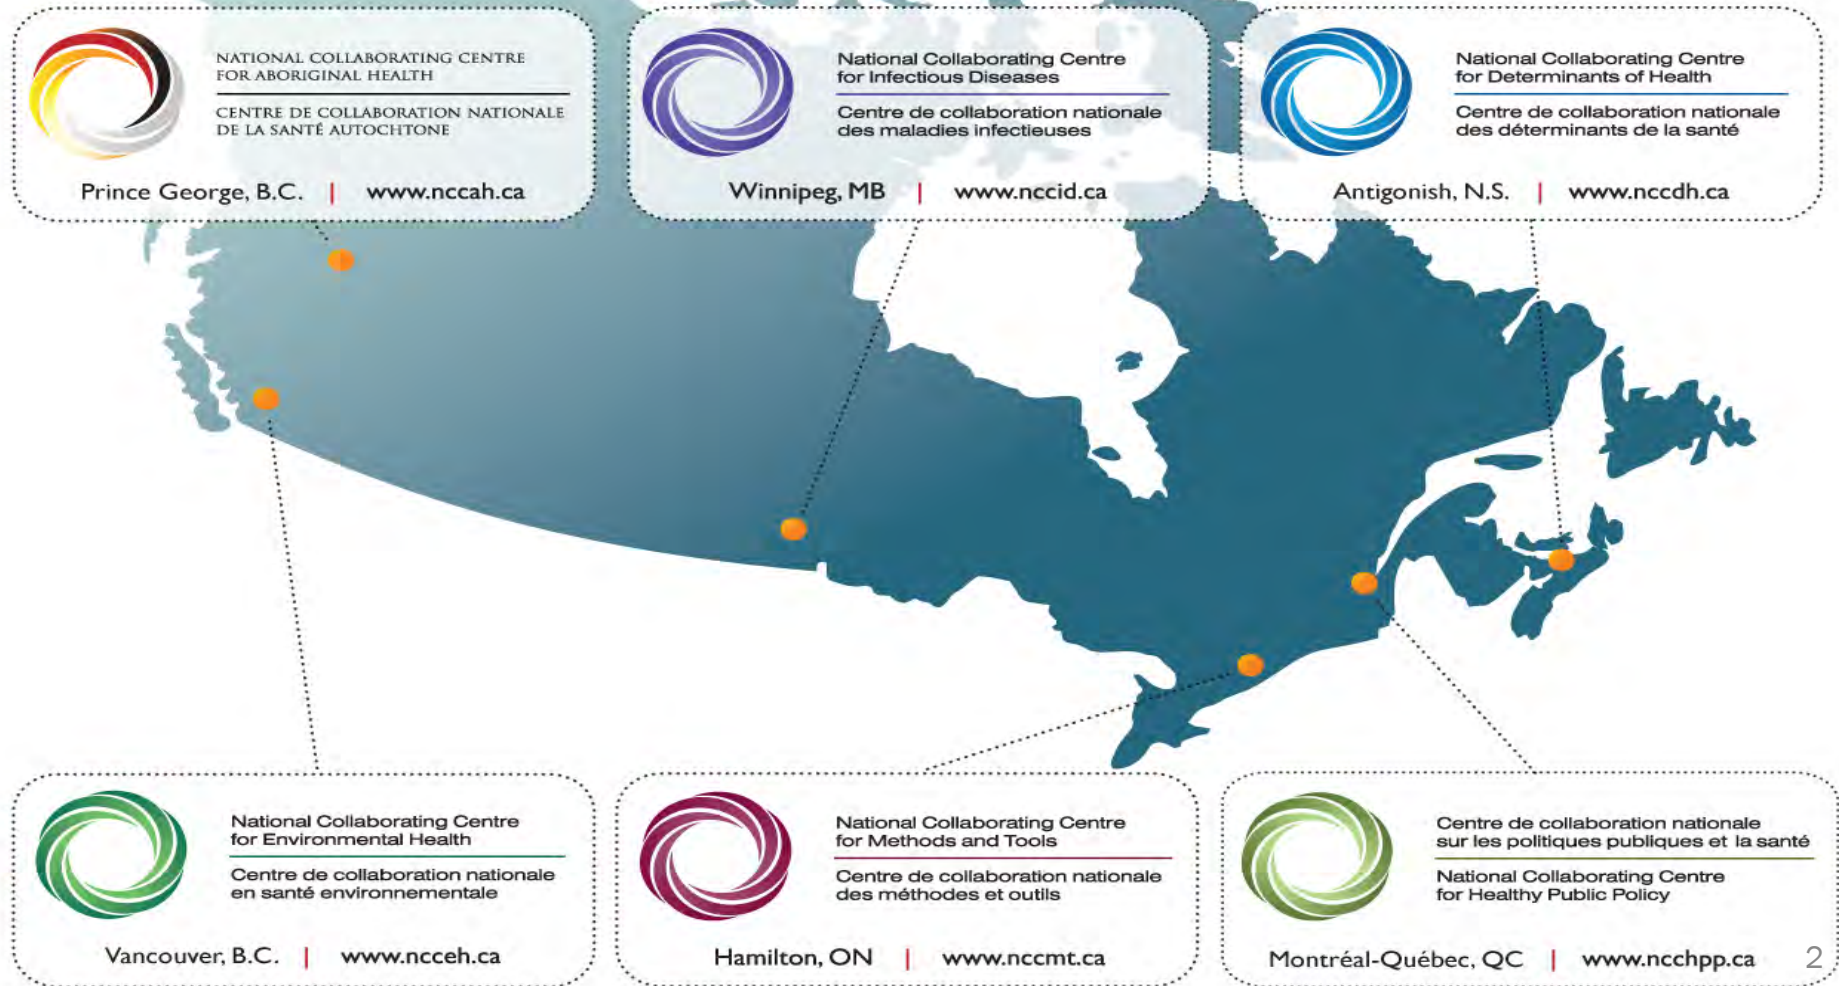 NATIONAL COLLABORATING CENTRE
FOR ABORIGINAL HEALTH
CENTRE DE COLLABORATION NATIONALE
DE LA SANTÉ AUTOCHTONE
Prince George, B.C. | www.nccah.ca
National Collaborating Centre
for Infectious Diseases
Centre de collaboration nationale
des maladies infectieuses
Winnipeg, MB | www.nccid.ca
National Collaborating Centre
for Determinants of Health
Centre de collaboration nationale
des déterminants de la santé
Antigonish, N.S. | www.nccdh.ca
National Collaborating Centre
for Environmental Health
Centre de collaboration nationale
en santé environnementale
Vancouver, B.C. | www.ncceh.ca
National Collaborating Centre
for Methods and Tools
Centre de collaboration nationale
des méthodes et outils
Hamilton, ON | www.nccmt.ca
Centre de collaboration nationale
sur les politiques publiques et la santé
National Collaborating Centre
for Healthy Public Policy
Montréal-Québec, QC | www.ncchpp.ca
2